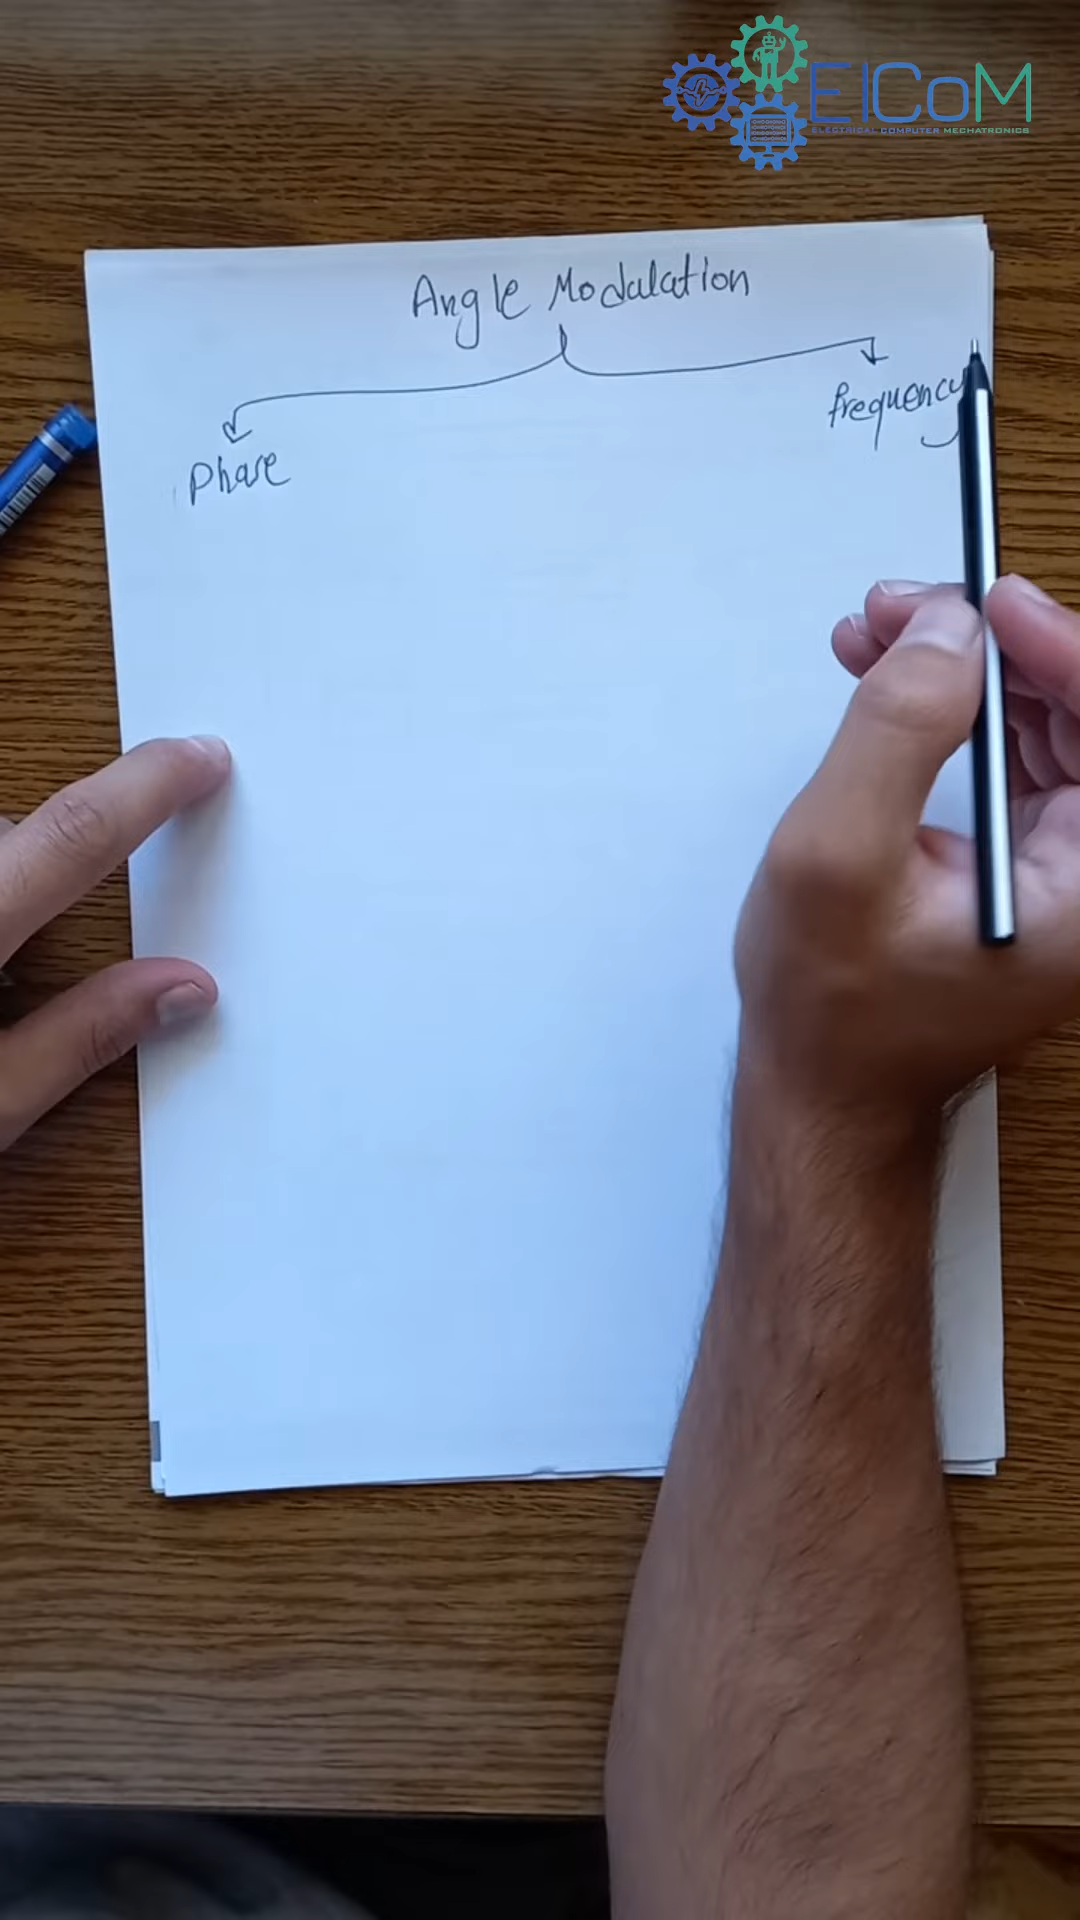 EICoM
ELECTRICAL COMPUTER MECHATRONICS
Angle Modulation
Phase
frequency